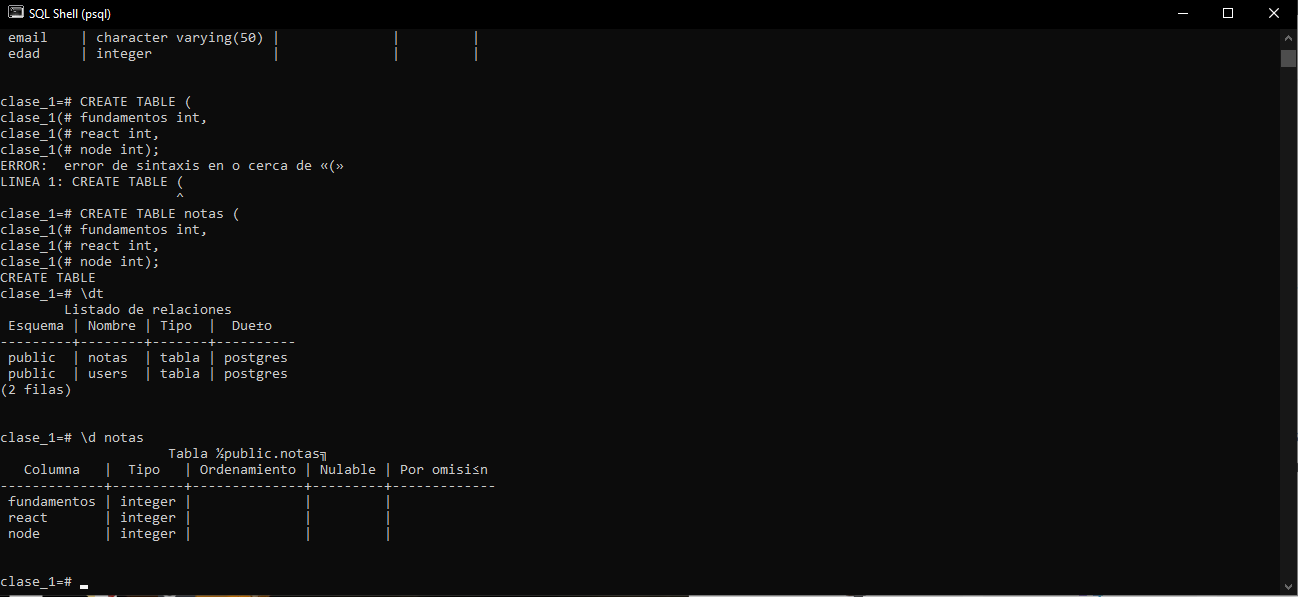 SQL Shell (psql)
 email    | character varying(50) |              |         |
 edad     | integer               |              |         |
clase_1=# CREATE TABLE (
clase_1(# fundamentos int,
clase_1(# react int,
clase_1(# node int);
ERROR:  error de sintaxis en o cerca de «(»
LINEA 1: CREATE TABLE (
                      ^
clase_1=# CREATE TABLE notas (
clase_1(# fundamentos int,
clase_1(# react int,
clase_1(# node int);
CREATE TABLE
clase_1=# \dt
        Listado de relaciones
 Esquema | Nombre | Tipo  |  Due±o
---------+--------+-------+----------
 public  | notas  | tabla | postgres
 public  | users  | tabla | postgres
(2 filas)
clase_1=# \d notas
                     Tabla ½public.notas╗
   Columna   |  Tipo   | Ordenamiento | Nulable | Por omisi≤n
-------------+---------+--------------+---------+-------------
 fundamentos | integer |              |         |
 react       | integer |              |         |
 node        | integer |              |         |
clase_1=#